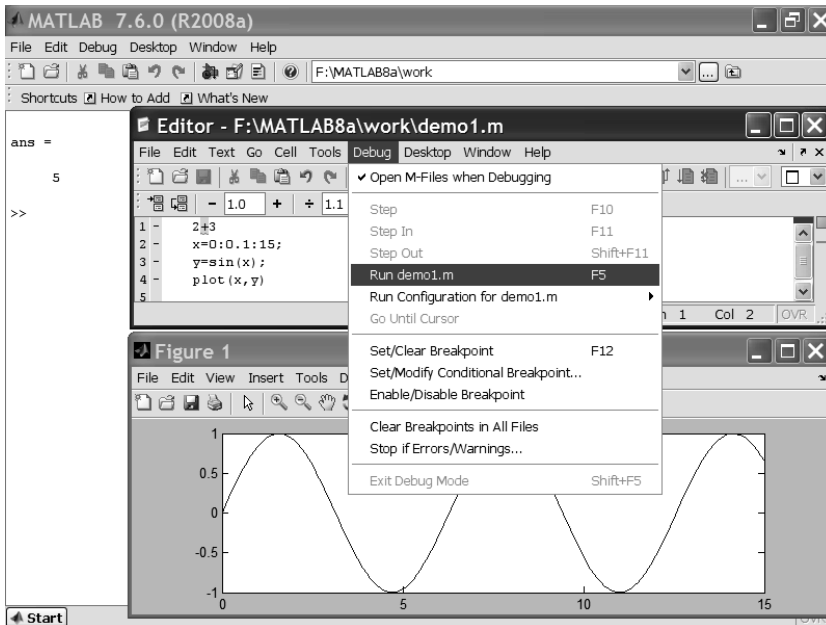 MATLAB 7.6.0 (R2008a)
File Edit Debug Desktop Window Help
F:\MATLAB8a\work
Shortcuts How to Add What's New
ans =
5
>>
Editor - F:\MATLAB8a\work\demo1.m
File Edit Text Go Cell Tools Debug Desktop Window Help
1.0 + ÷ 1.1
1 - 2+3
2 - x=0:0.1:15;
3 - y=sin(x);
4 - plot(x,y)
5
Open M-Files when Debugging
Step F10
Step In F11
Step Out Shift+F11
Run demo1.m F5
Run Configuration for demo1.m
Go Until Cursor
Set/Clear Breakpoint F12
Set/Modify Conditional Breakpoint...
Enable/Disable Breakpoint
Clear Breakpoints in All Files
Stop if Errors/Warnings...
Exit Debug Mode Shift+F5
1 Col 2 OVR
Figure 1
File Edit View Insert Tools D
1
0.5
0
-0.5
-1
0 5 10 15
Start